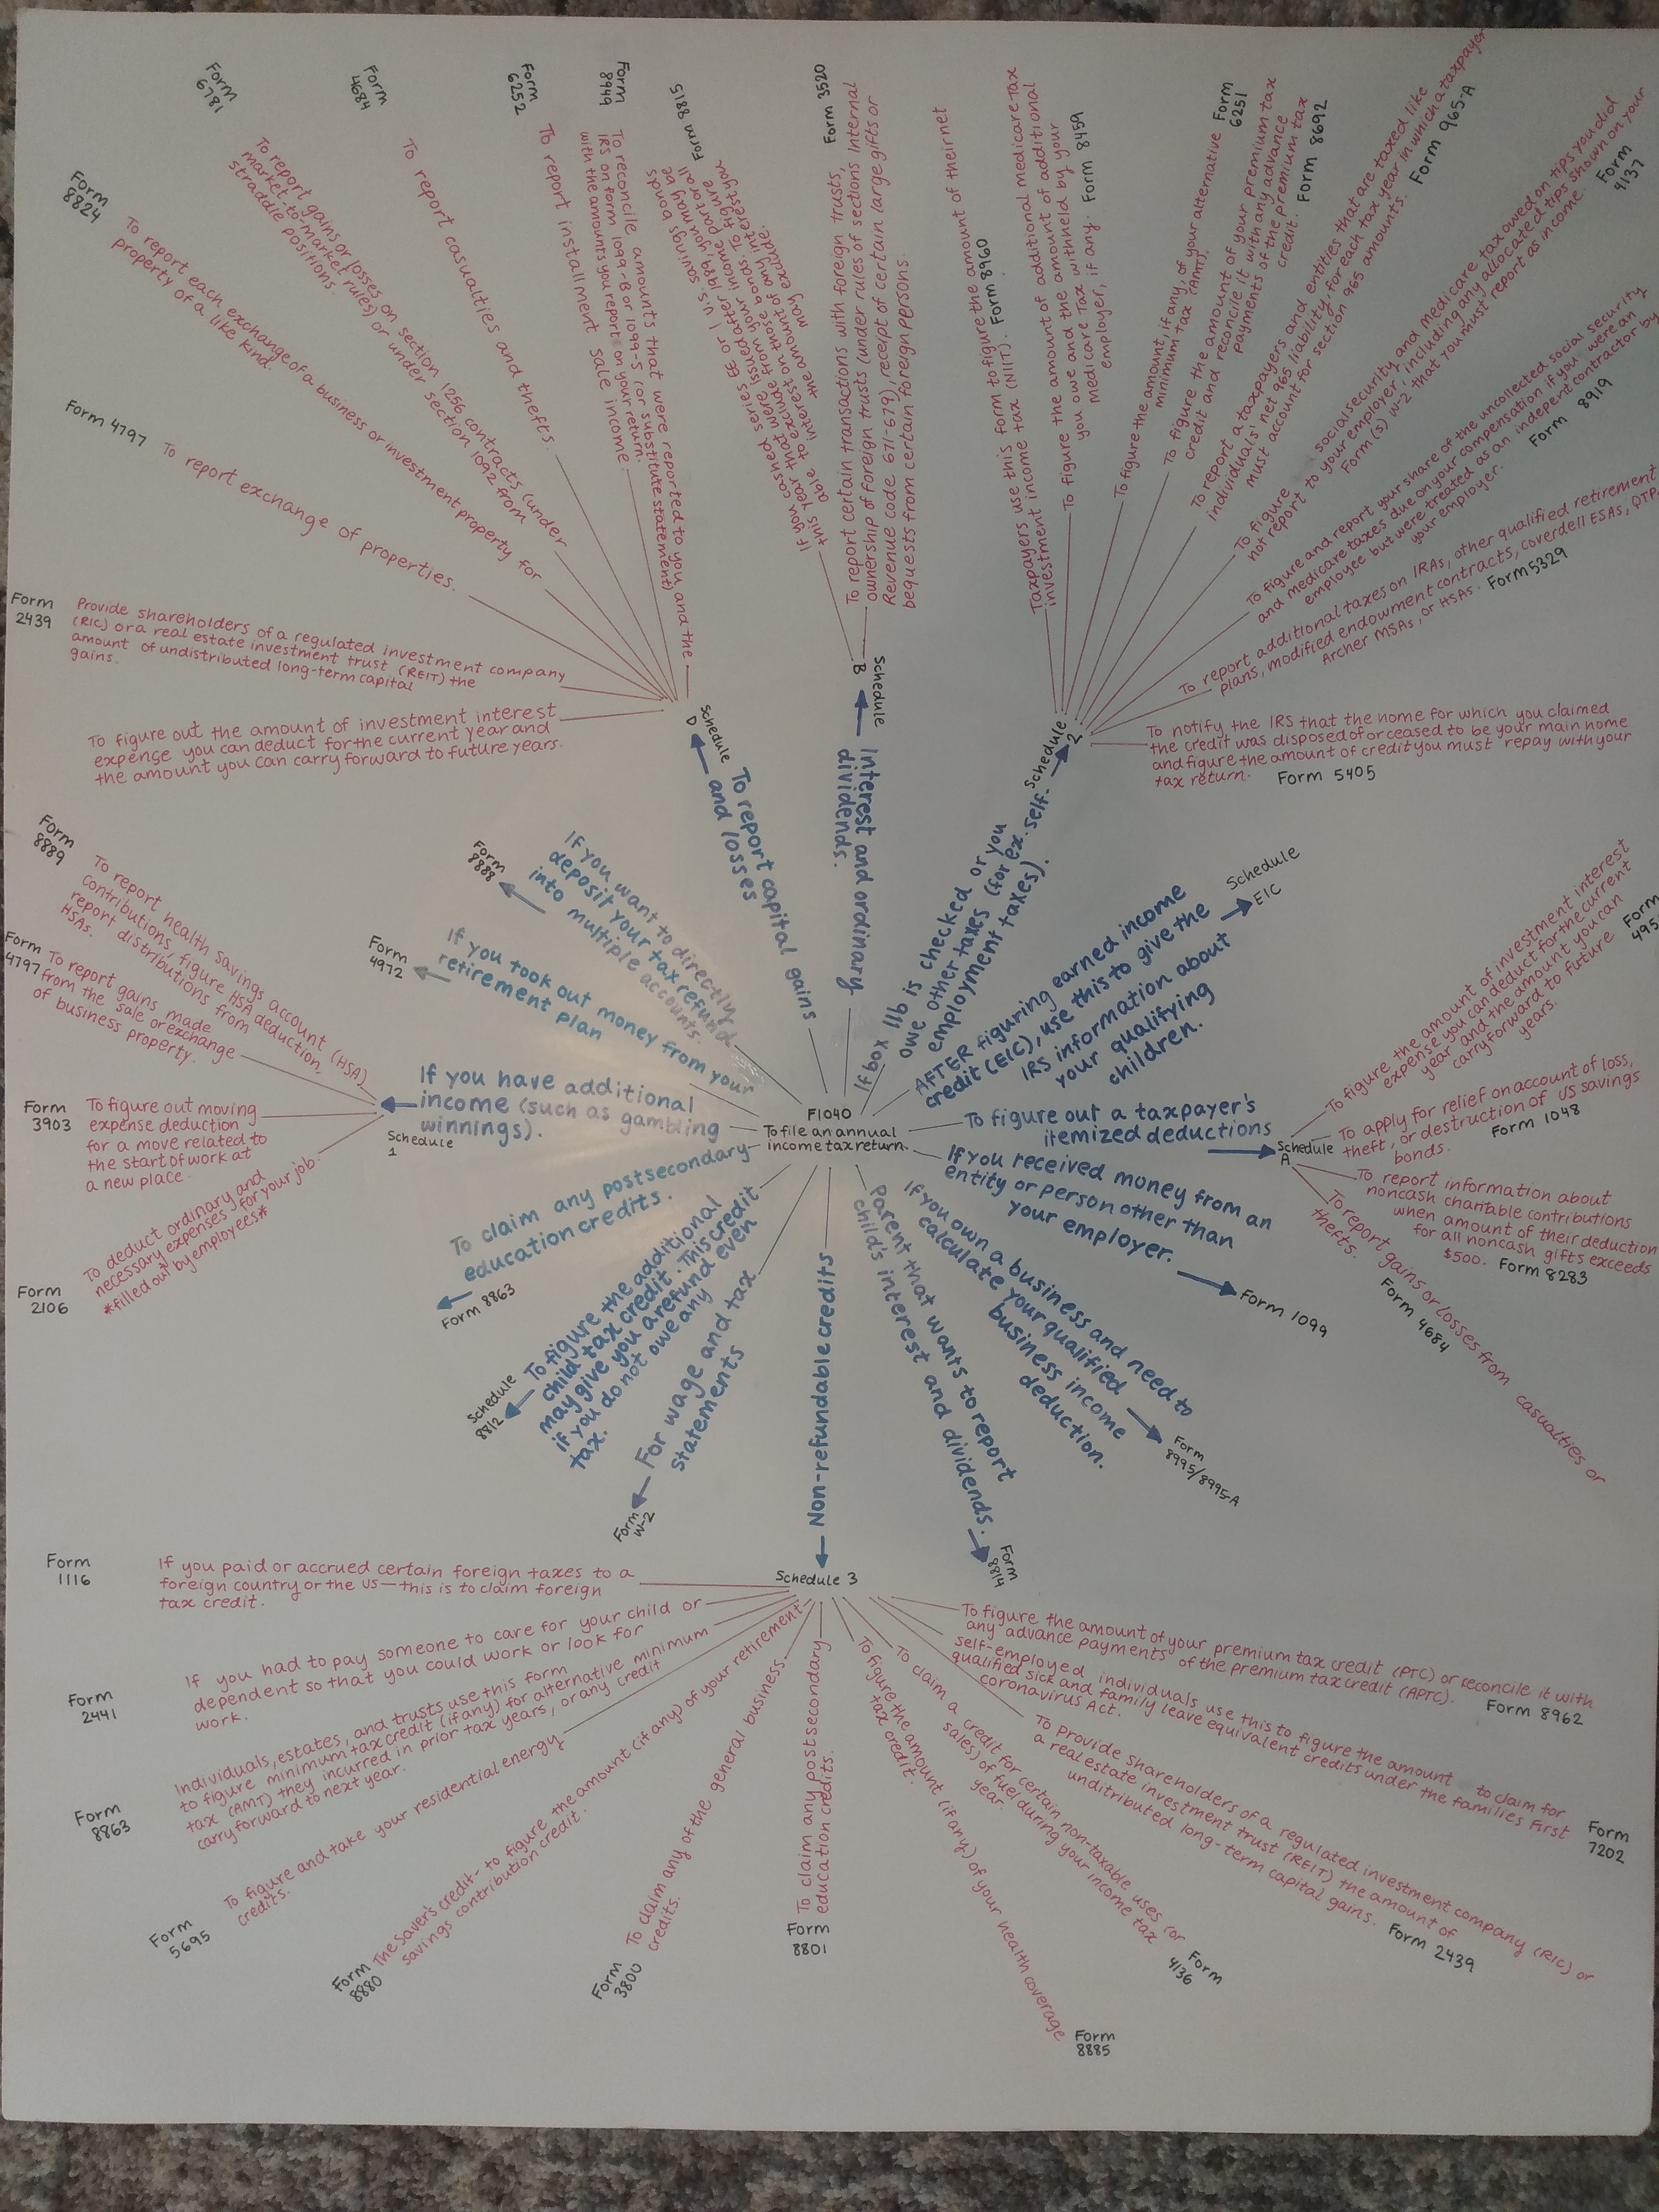 F1040
To file an annual
income tax return.
To report capital gains
and losses
Schedule
D
To reconcile amounts that were reported to you and the
IRS on form 1099-B or 1099-S (or substitute statement)
with the amounts you report on your return.
Form
8949
To report installment sale income.
Form
6252
To report casualties and thefts.
Form
4684
To report gains or losses on section 1256 contracts (under
market-to-market rules) or under section 1092 from
straddle positions.
Form
6781
To report each exchange of a business or investment property for
property of a like kind.
Form
8824
To report exchange of properties.
Form 4797
Form
2439
Provide shareholders of a regulated investment company
(RIC) or a real estate investment trust (REIT) the
amount of undistributed long-term capital
gains.
To figure out the amount of investment interest
expense you can deduct for the current year and
the amount you can carry forward to future years.
Interest and ordinary
dividends.
Schedule
B
If you cashed series EE or I U.S. savings bonds
this year that were issued after 1989, you may be
able to exclude from your income part or all
interest on those bonds. To figure
the amount of any interest you
may exclude.
Form 8815
To report certain transactions with foreign trusts,
ownership of foreign trusts (under rules of sections Internal
Revenue Code 671-679), receipt of certain large gifts or
bequests from certain foreign persons.
Form 3520
If box 11b is checked or you
owe other taxes (for ex. self-
employment taxes).
Schedule
2
Taxpayers use this form to figure the amount of their net
investment income tax (NIIT). Form 8960
To figure the amount of additional medicare Tax
you owe and the amount of additional
Medicare Tax withheld by your
employer, if any. Form 8459
To figure the amount, if any, of your alternative
minimum tax (AMT).
Form
6251
To figure the amount of your premium tax
credit and reconcile it with any advance
payments of the premium tax
credit. Form 8692
To report a taxpayers and entities that are taxed like
individuals' net 965 liability for each tax year in which a taxpayer
must account for section 965 amounts. Form 965-A
To figure social security and medicare tax owed on tips you did
not report to your employer, including any allocated tips shown on your
Form(s) W-2 that you must report as income.
Form
4137
To figure and report your share of the uncollected social security
and medicare taxes due on your compensation if you were an
employee but were treated as an indepent contractor by
your employer. Form 8919
To report additional taxes on IRAs, other qualified retirement
plans, modified endowment contracts, coverdell ESAs, QTP,
Archer MSAs, or HSAs. Form 5329
To notify the IRS that the home for which you claimed
the credit was disposed of or ceased to be your main home
and figure the amount of credit you must repay with your
tax return. Form 5405
AFTER figuring earned income
credit (EIC), use this to give the
IRS information about
your qualifying
children.
Schedule
EIC
To figure out a taxpayer's
itemized deductions
Schedule
A
To figure the amount of investment interest
expense you can deduct for the current
year and the amount you can
carryforward to future
years.
Form
To apply for relief on account of loss,
theft, or destruction of US savings
bonds. Form 1048
To report information about
noncash charitable contributions
when amount of their deduction
for all noncash gifts exceeds
$500. Form 8283
To report gains or losses from casualties or
thefts. Form 4684
If you received money from an
entity or person other than
your employer.
Form 1099
If you own a business and need to
calculate your qualified
business income
deduction.
Form
8995/8995-A
Parent that wants to report
child's interest and dividends.
Form
8814
Non-refundable credits
Schedule 3
To figure the amount of your premium tax credit (PTC) or reconcile it with
any advance payments of the premium tax credit (APTC).
Form 8962
self-employed individuals use this to figure the amount to claim for
qualified sick and family leave equivalent credits under the families First
coronavirus Act.
Form
7202
To Provide shareholders of a regulated investment company (RIC) or
a real estate investment trust (REIT) the amount of
unditributed long-term capital gains. Form 2439
To claim a credit for certain non-taxable uses (or
sales) of fuel during your income tax
year.
Form
4136
To figure the amount (if any) of your health coverage
tax credit.
Form
8885
To claim any postsecondary
education credits.
Form
8801
To claim any of the general business
credits.
Form
3800
The Saver's credit- to figure the amount (if any) of your retirement
savings contribution credit.
Form
8880
To figure and take your residential energy
credits.
Form
5695
Individuals, estates, and trusts use this form
to figure minimum tax credit (if any) for alternative minimum
tax (AMT) they incurred in prior tax years, or any credit
carryforward to next year.
Form
8863
If you had to pay someone to care for your child or
dependent so that you could work or look for
work.
Form
2441
If you paid or accrued certain foreign taxes to a
foreign country or the US—this is to claim foreign
tax credit.
Form
1116
For wage and tax
statements
Form
W-2
To figure the additional
child tax credit. This credit
may give you a refund even
if you do not owe any
tax.
Schedule
8812
To claim any postsecondary
education credits.
Form 8863
If you have additional
income (such as gambling
winnings).
Schedule
1
To deduct ordinary and
necessary expenses for your job.
*filled out by employees*
Form
2106
To figure out moving
expense deduction
for a move related to
the start of work at
a new place.
Form
3903
To report gains made
from the sale or exchange
of business property.
Form
4797
To report health savings account (HSA)
contributions, figure HSA deduction,
report distributions from
HSAs.
Form
8889
If you took out money from your
retirement plan
Form
4972
If you want to directly
deposit your tax refund
into multiple accounts.
Form
8888